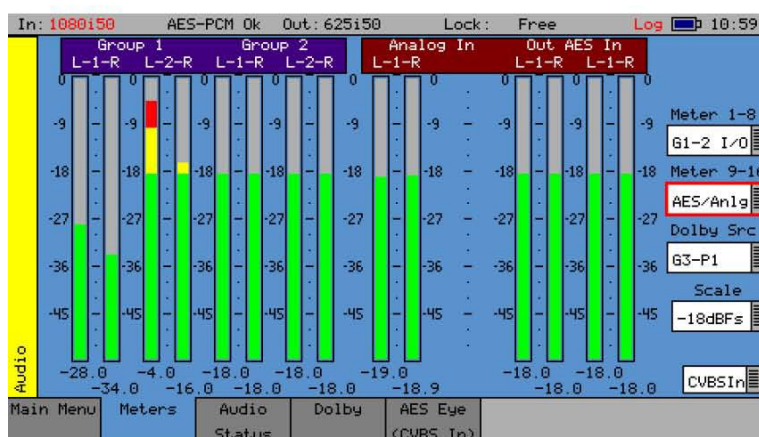 In: 1080i50 AES-PCM Ok Out: 625i50 Lock: Free Log 10:59
Group 1 Group 2 Analog In Out AES In
L-1-R L-2-R L-1-R L-2-R L-1-R L-1-R L-1-R
0 0 0 0 0 0 0 0
-9 -9 -9 -9 -9 -9 -9 -9
-18 -18 -18 -18 -18 -18 -18 -18
-27 -27 -27 -27 -27 -27 -27 -27
-36 -36 -36 -36 -36 -36 -36 -36
-45 -45 -45 -45 -45 -45 -45 -45
-28.0 -4.0 -18.0 -18.0 -19.0 -18.0 -18.0
-34.0 -16.0 -18.0 -18.0 -18.9 -18.0 -18.0
Meter 1-8
G1-2 I/O
Meter 9-16
AES/Anlg
Dolby Src
G3-P1
Scale
-18dBFs
CVBSIn
Audio
Main Menu Meters Audio Status Dolby AES Eye (CVBS In)